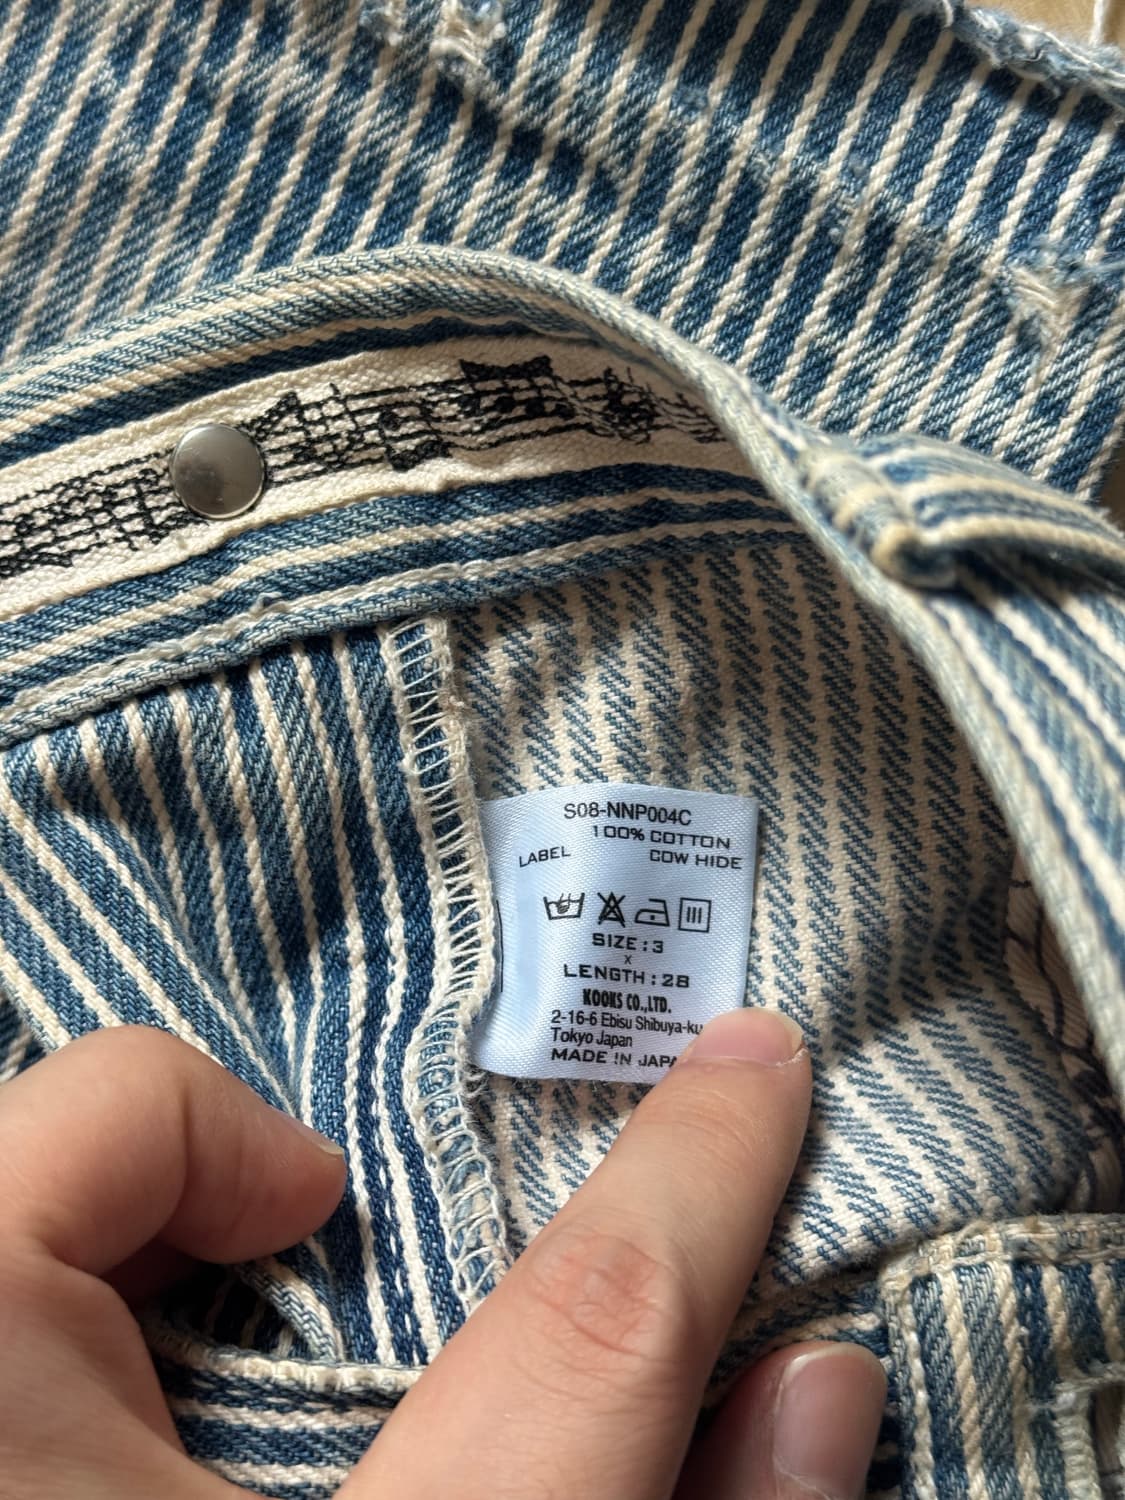 S08-NNP004C
100% COTTON
LABEL COW HIDE
SIZE : 3
x
LENGTH : 28
KOOKS CO.,LTD.
2-16-6 Ebisu Shibuya-ku
Tokyo Japan
MADE IN